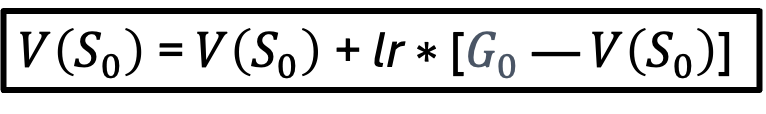 V(S₀) = V(S₀) + lr * [G₀ — V(S₀)]